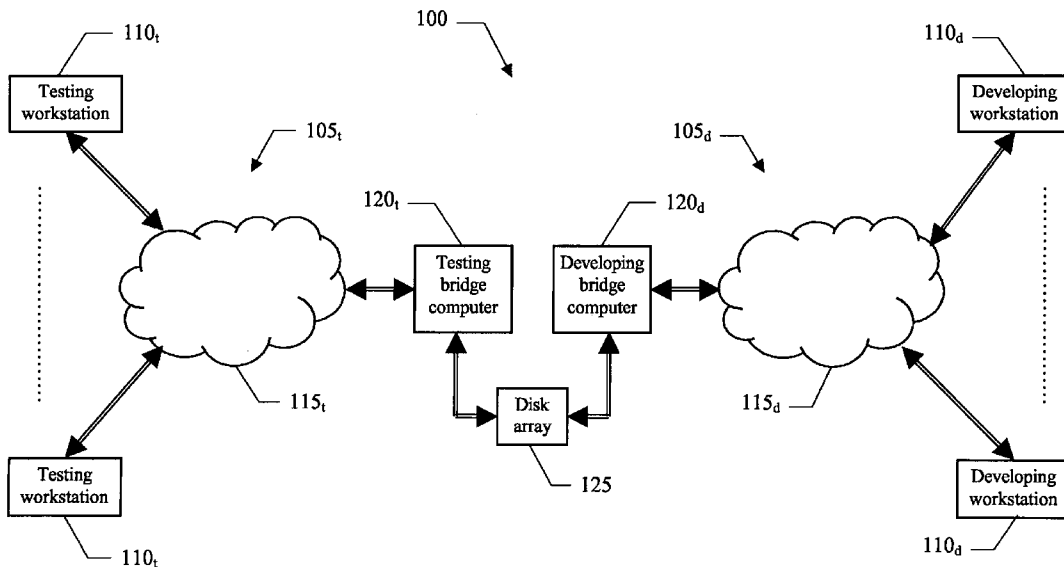 100
110t
110d
Testing
workstation
Developing
workstation
105t
105d
120t
120d
Testing
bridge
computer
Developing
bridge
computer
115t
115d
Disk
array
125
Testing
workstation
Developing
workstation
110t
110d